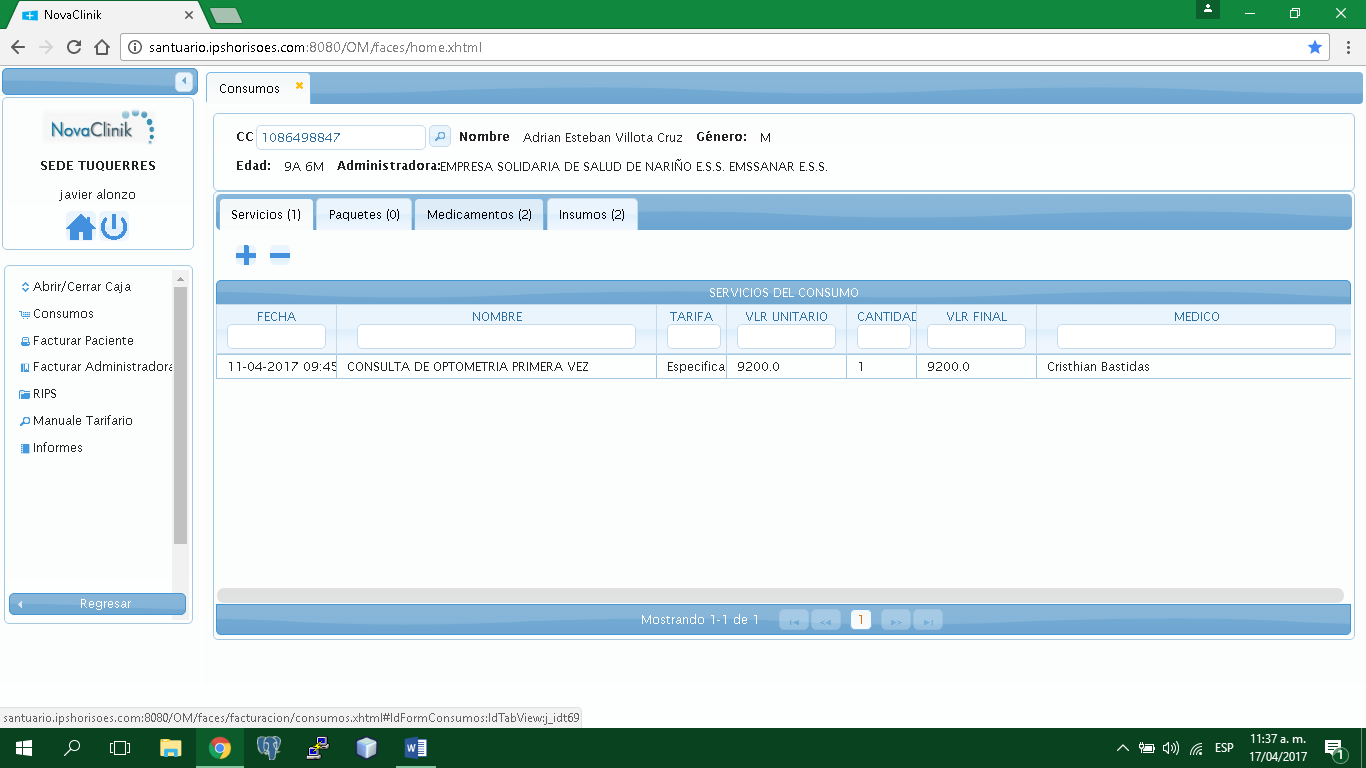 NovaClinik
santuario.ipshorisoes.com:8080/OM/faces/home.xhtml
NovaClinik
SEDE TUQUERRES
javier alonzo
Abrir/Cerrar Caja
Consumos
Facturar Paciente
Facturar Administradora
RIPS
Manuale Tarifario
Informes
Regresar
Consumos
CC 1086498847 Nombre Adrian Esteban Villota Cruz Género: M
Edad: 9A 6M Administradora:EMPRESA SOLIDARIA DE SALUD DE NARIÑO E.S.S. EMSSANAR E.S.S.
Servicios (1) Paquetes (0) Medicamentos (2) Insumos (2)
SERVICIOS DEL CONSUMO
FECHA NOMBRE TARIFA VLR UNITARIO CANTIDAD VLR FINAL MEDICO
11-04-2017 09:45 CONSULTA DE OPTOMETRIA PRIMERA VEZ Especifica 9200.0 1 9200.0 Cristhian Bastidas
Mostrando 1-1 de 1 1
santuario.ipshorisoes.com:8080/OM/faces/facturacion/consumos.xhtml#IdFormConsumos:IdTabView:j_idt69
ESP
11:37 a. m.
17/04/2017
1